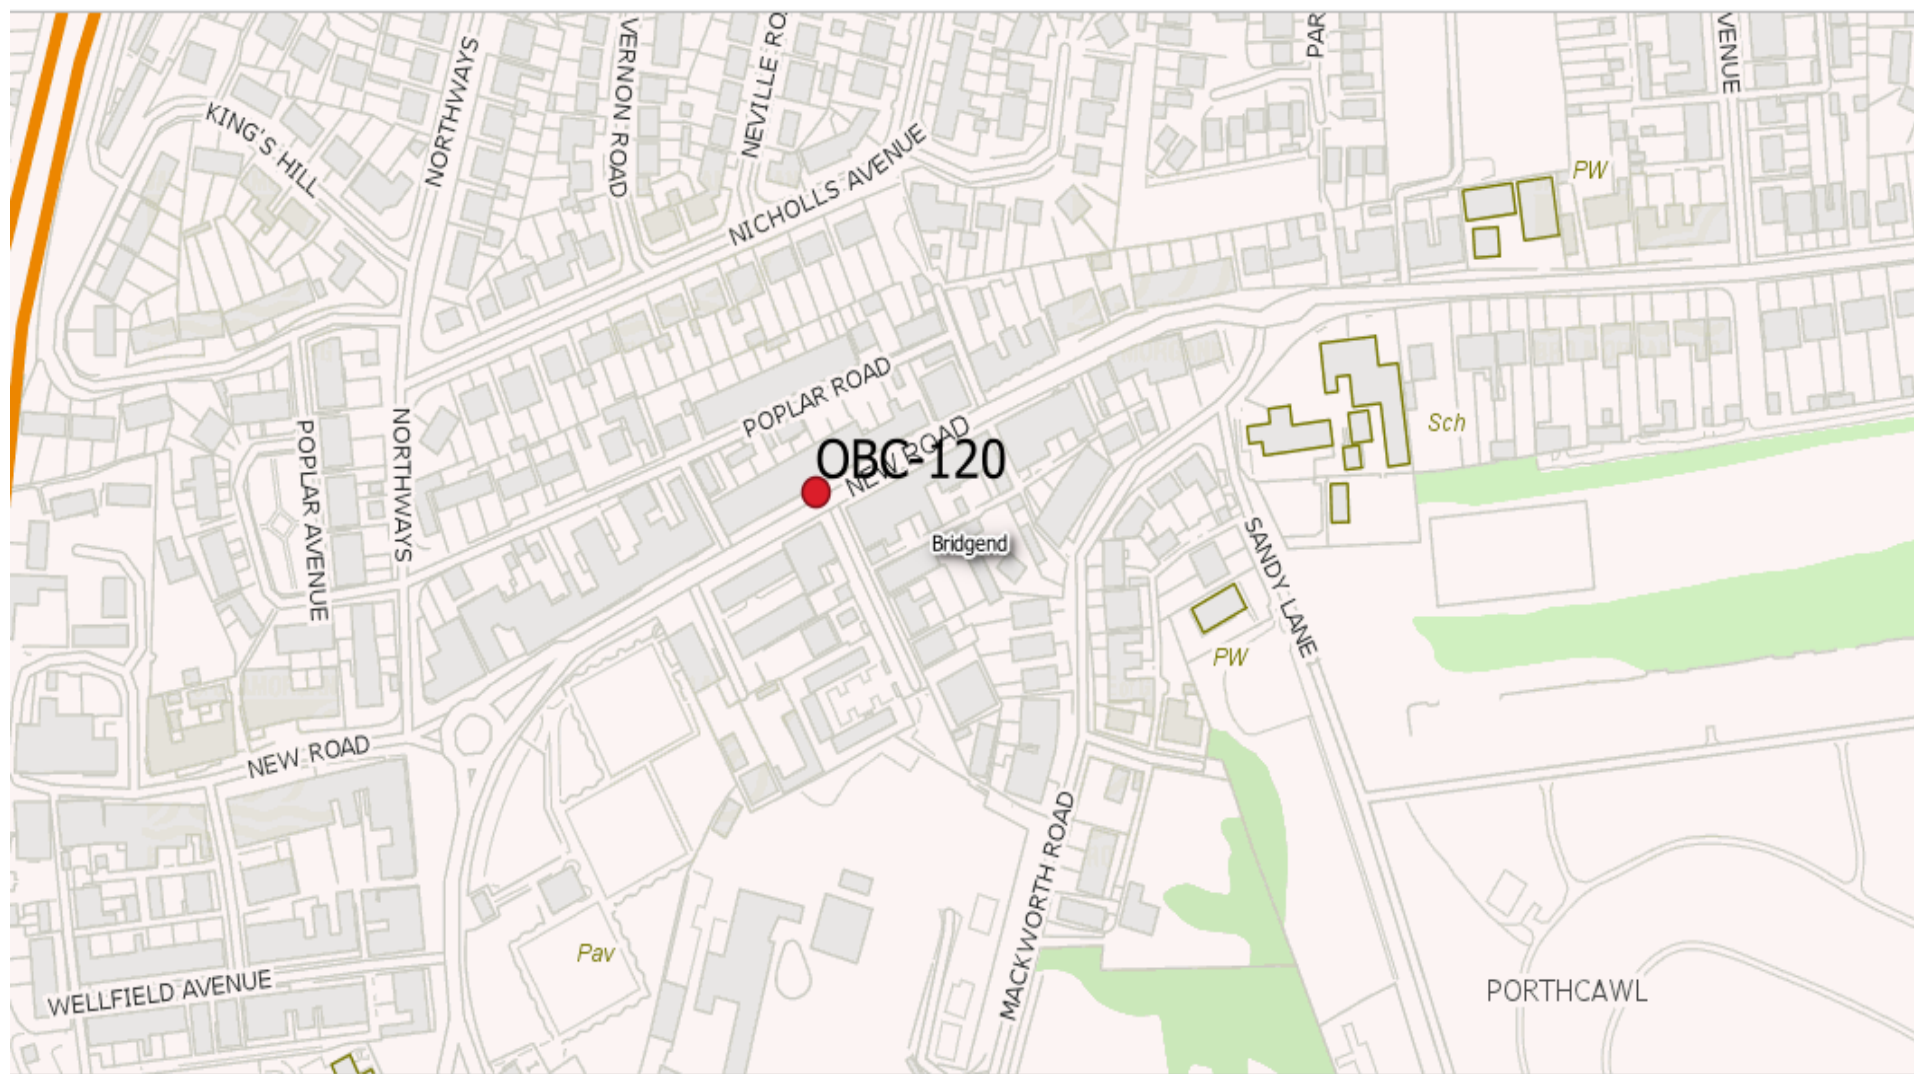 NORTHWAYS
VERNON ROAD
NEVILLE RO
PAR
VENUE
KING'S HILL
NICHOLLS AVENUE
PW
POPLAR ROAD
OBC-120
NEW ROAD
Sch
POPLAR AVENUE
NORTHWAYS
Bridgend
SANDY LANE
PW
NEW ROAD
MACKWORTH ROAD
Pav
WELLFIELD AVENUE
PORTHCAWL